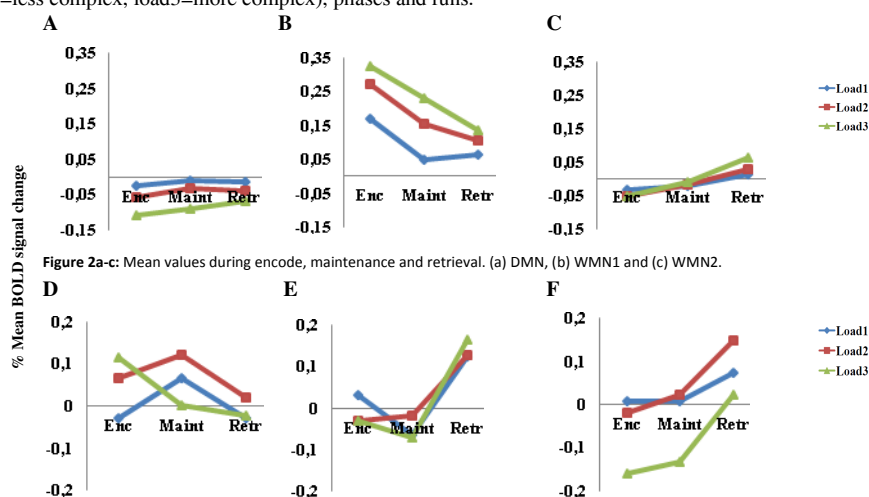 =less complex, load3=more complex), phases and runs.
A B C
0,35 0,35 0,35
0,25 0,25 0,25
0,15 0,15 0,15
0,05 0,05 0,05
-0,05 -0,05 -0,05
-0,15 -0,15 -0,15
Enc Maint Retr
Enc Maint Retr
Enc Maint Retr
Load1
Load2
Load3
% Mean BOLD signal change
Figure 2a-c: Mean values during encode, maintenance and retrieval. (a) DMN, (b) WMN1 and (c) WMN2.
D E F
0,2 0,2 0,2
0,1 0,1 0,1
0 0 0
-0,1 -0,1 -0,1
-0,2 -0,2 -0,2
Enc Maint Retr
Enc Maint Retr
Enc Maint Retr
Load1
Load2
Load3